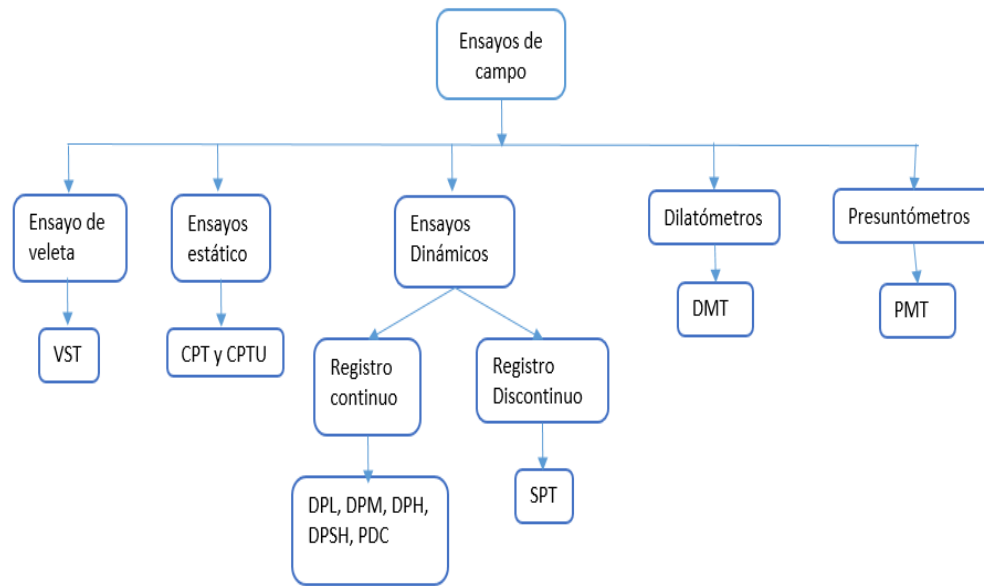 Ensayos de
campo
Ensayo de
veleta
Ensayos
estático
Ensayos
Dinámicos
Dilatómetros
Presuntómetros
VST
CPT y CPTU
Registro
continuo
Registro
Discontinuo
DMT
PMT
DPL, DPM, DPH,
DPSH, PDC
SPT